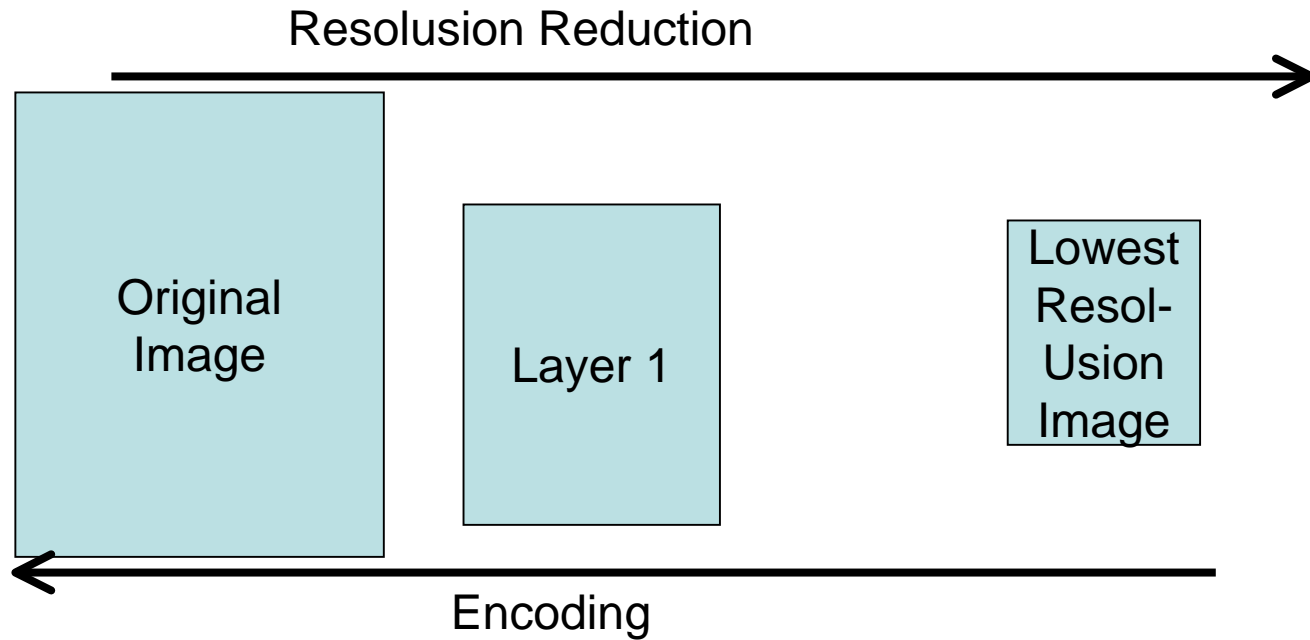 Resolusion Reduction
Original
Image
Layer 1
Lowest
Resol-
Usion
Image
Encoding